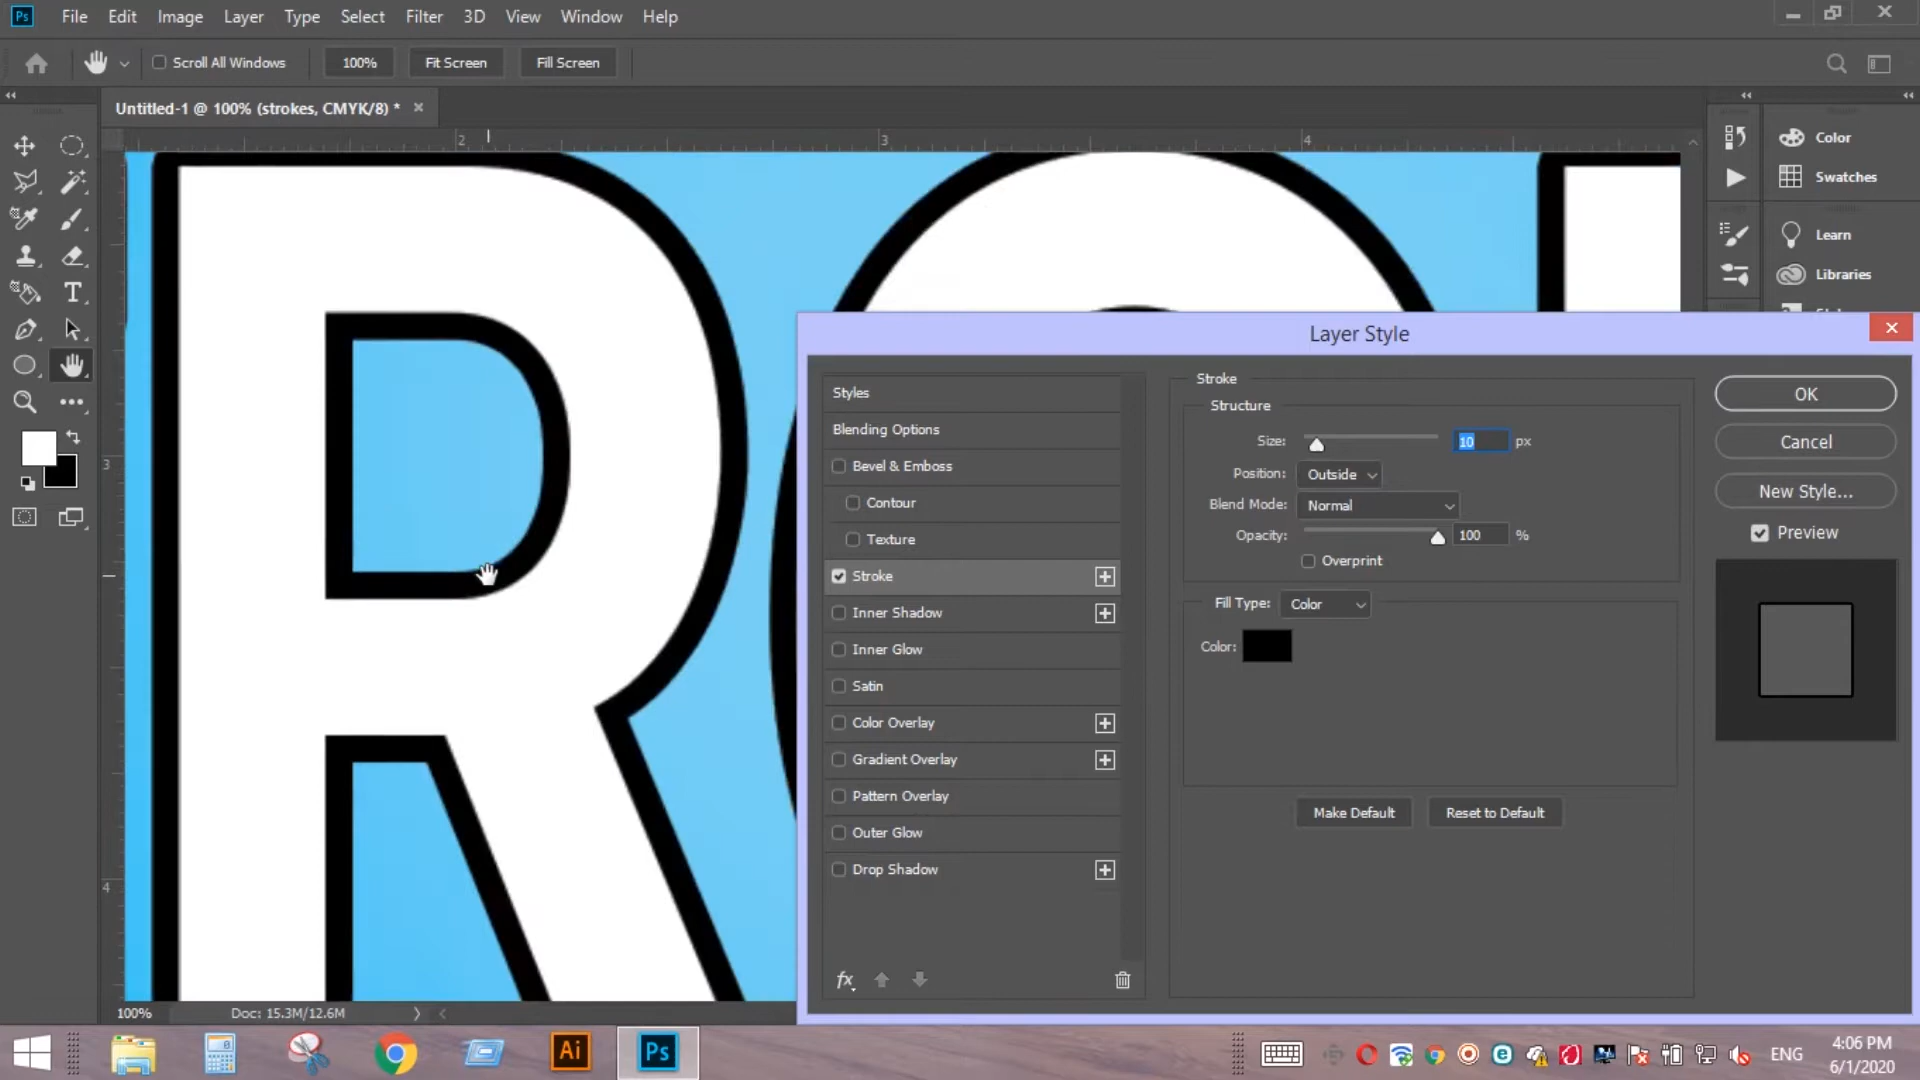 Ps File Edit Image Layer Type Select Filter 3D View Window Help
Scroll All Windows 100% Fit Screen Fill Screen
Untitled-1 @ 100% (strokes, CMYK/8) *
2 3 4
Color
Swatches
Learn
Libraries
R
3
4
Layer Style
Styles
Blending Options
Bevel & Emboss
Contour
Texture
Stroke
Inner Shadow
Inner Glow
Satin
Color Overlay
Gradient Overlay
Pattern Overlay
Outer Glow
Drop Shadow
fx
Stroke
Structure
Size: 10 px
Position: Outside
Blend Mode: Normal
Opacity: 100 %
Overprint
Fill Type: Color
Color:
Make Default Reset to Default
OK
Cancel
New Style...
Preview
100% Doc: 15.3M/12.6M
Ai Ps ENG 4:06 PM
6/1/2020